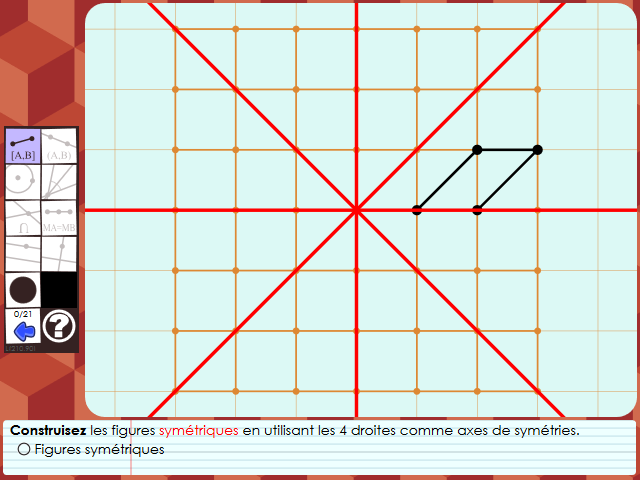 [A,B]
(A,B)
MA=MB
0/21
?
Construisez les figures symétriques en utilisant les 4 droites comme axes de symétries.
Figures symétriques